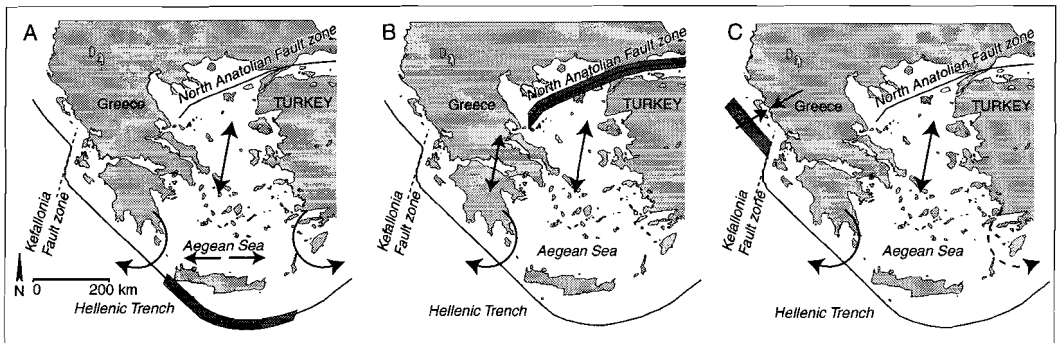 A
North Anatolian Fault zone
Greece
TURKEY
Kefallonia
Fault zone
Aegean Sea
N
0 200 km
Hellenic Trench
B
North Anatolian Fault zone
Greece
TURKEY
Kefallonia
Fault zone
Aegean Sea
Hellenic Trench
C
North Anatolian Fault zone
Greece
TURKEY
Kefallonia
Fault zone
Aegean Sea
Hellenic Trench